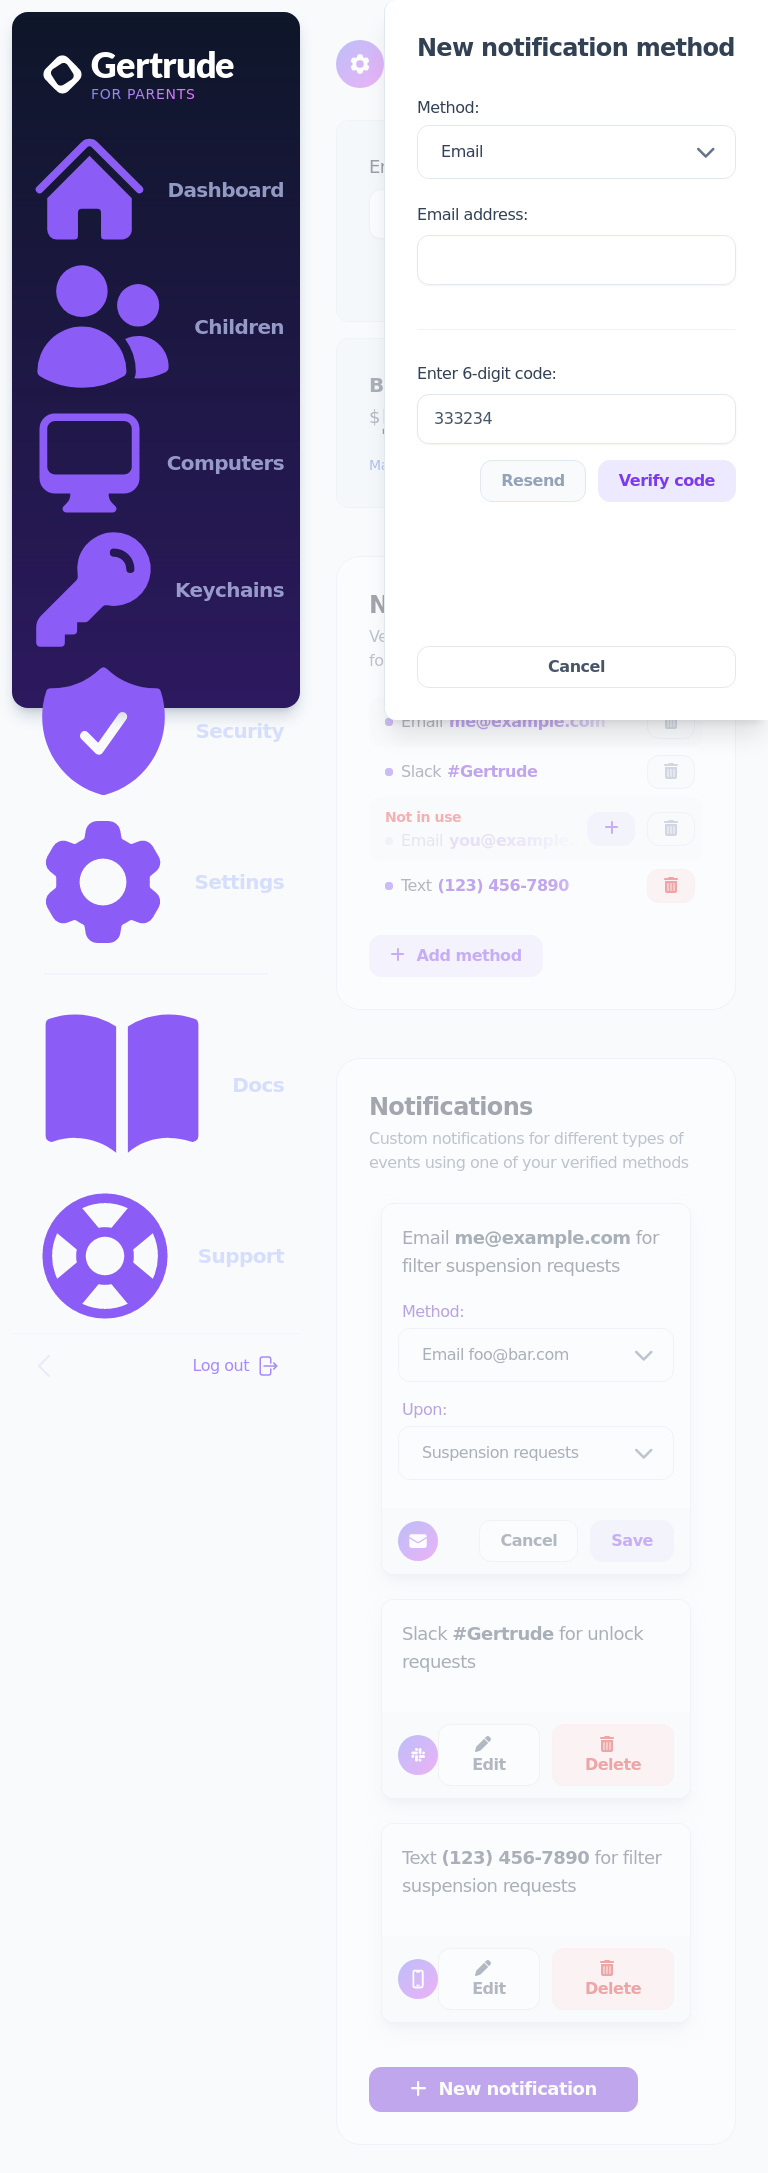 Gertrude
FOR PARENTS
Dashboard
Children
Computers
Keychains
Security
Settings
Docs
Support
Log out
New notification method
Method:
Email
Email address:
Enter 6-digit code:
333234
Resend
Verify code
Cancel
$
Email me@example.com
Slack #Gertrude
Not in use
Email you@example
Text (123) 456-7890
+ Add method
Notifications
Custom notifications for different types of
events using one of your verified methods
Email me@example.com for
filter suspension requests
Method:
Email foo@bar.com
Upon:
Suspension requests
Cancel
Save
Slack #Gertrude for unlock
requests
Edit
Delete
Text (123) 456-7890 for filter
suspension requests
Edit
Delete
+ New notification